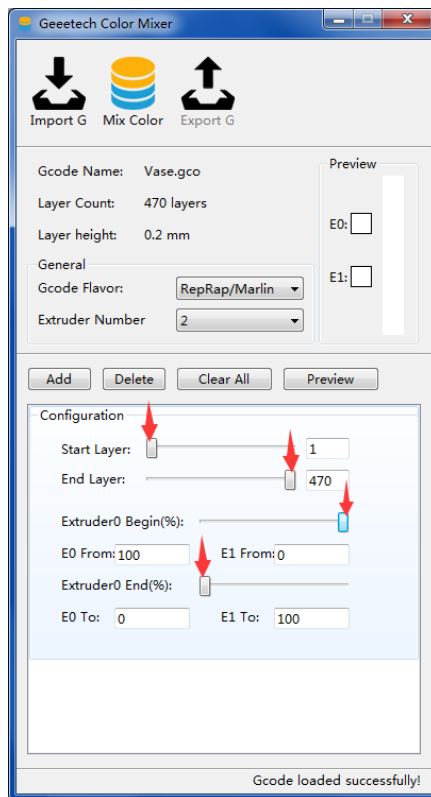 Geeetech Color Mixer
Import G Mix Color Export G
Gcode Name: Vase.gco
Layer Count: 470 layers
Layer height: 0.2 mm
General
Gcode Flavor: RepRap/Marlin
Extruder Number 2
Preview
E0:
E1:
Add Delete Clear All Preview
Configuration
Start Layer: 1
End Layer: 470
Extruder0 Begin(%):
E0 From: 100 E1 From: 0
Extruder0 End(%):
E0 To: 0 E1 To: 100
Gcode loaded successfully!